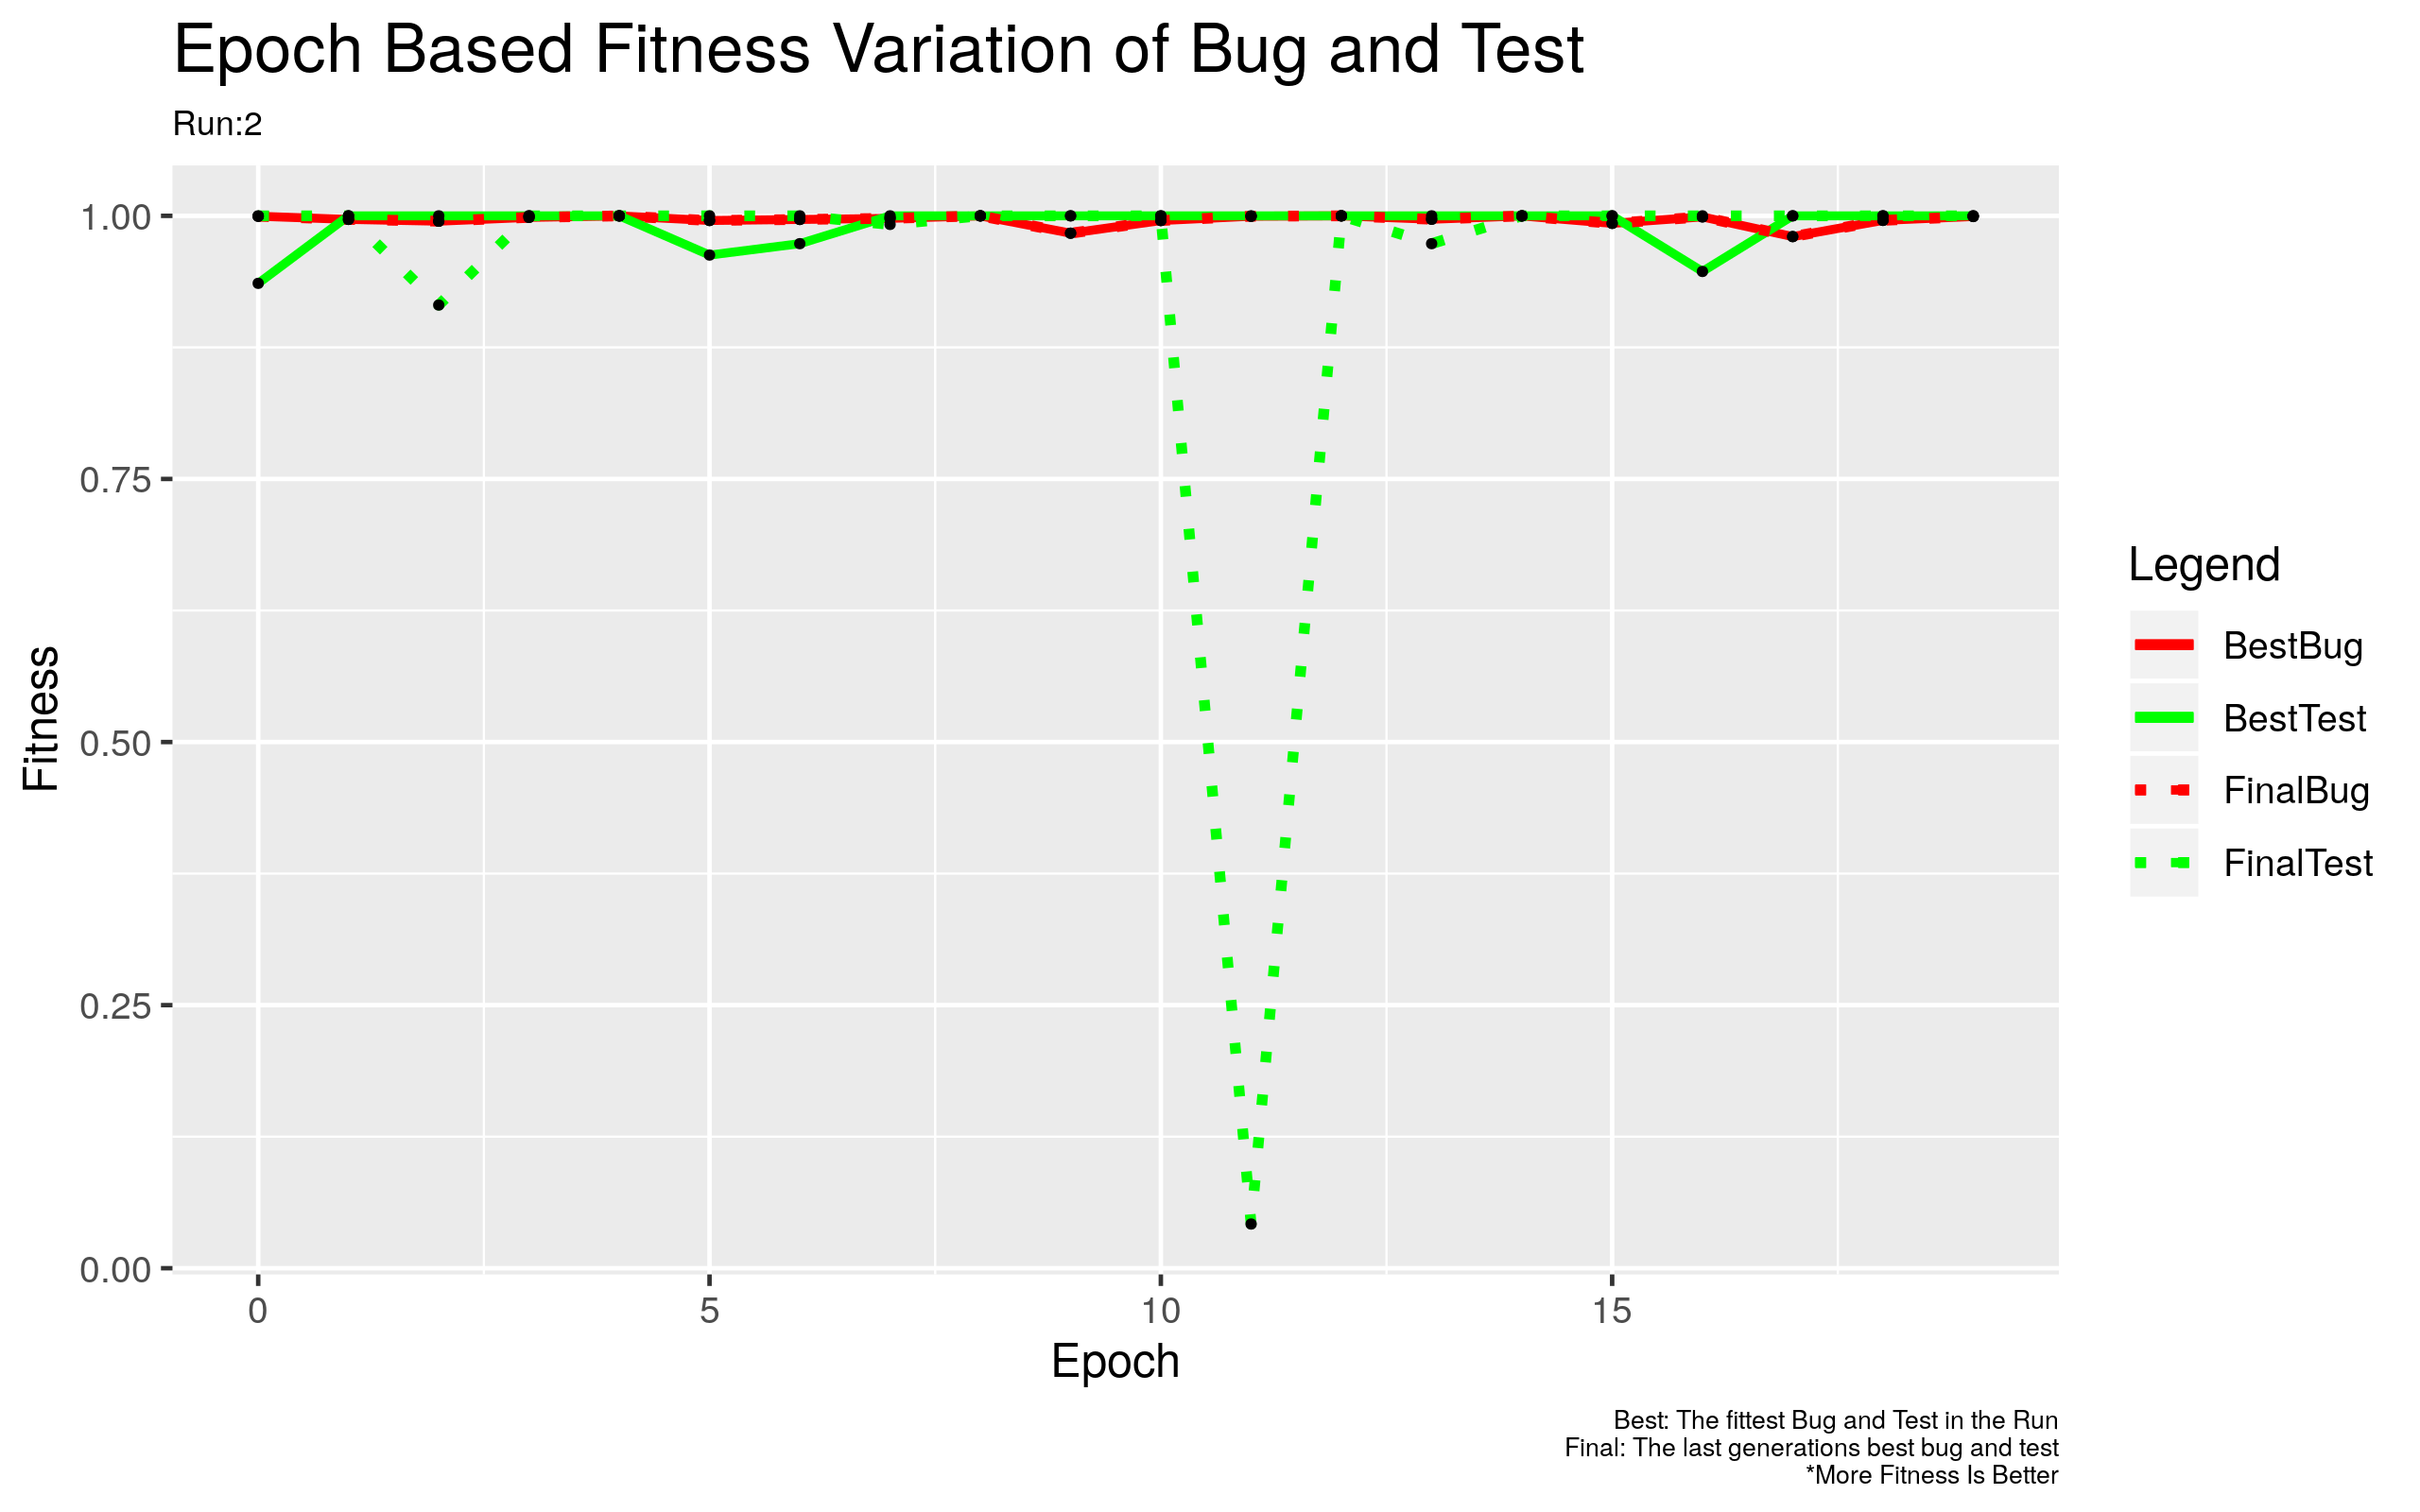 Epoch Based Fitness Variation of Bug and Test
Run:2
1.00
0.75
0.50
0.25
0.00
Fitness
0 5 10 15
Epoch
Legend
BestBug
BestTest
FinalBug
FinalTest
Best: The fittest Bug and Test in the Run
Final: The last generations best bug and test
*More Fitness Is Better